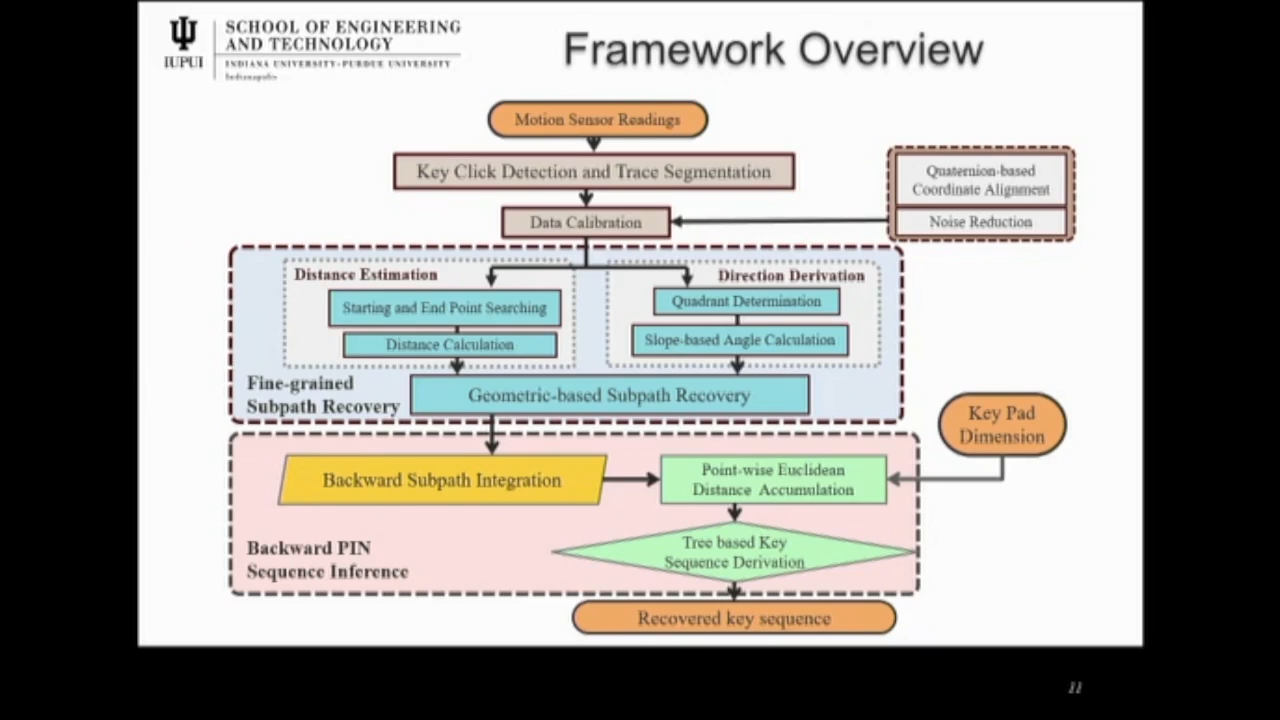 SCHOOL OF ENGINEERING
AND TECHNOLOGY
IUPUI
INDIANA UNIVERSITY-PURDUE UNIVERSITY
Indianapolis
Framework Overview
Motion Sensor Readings
Key Click Detection and Trace Segmentation
Quaternion-based
Coordinate Alignment
Data Calibration
Noise Reduction
Distance Estimation
Direction Derivation
Starting and End Point Searching
Quadrant Determination
Distance Calculation
Slope-based Angle Calculation
Fine-grained
Subpath Recovery
Geometric-based Subpath Recovery
Key Pad
Dimension
Backward Subpath Integration
Point-wise Euclidean
Distance Accumulation
Tree based Key
Sequence Derivation
Backward PIN
Sequence Inference
Recovered key sequence
11